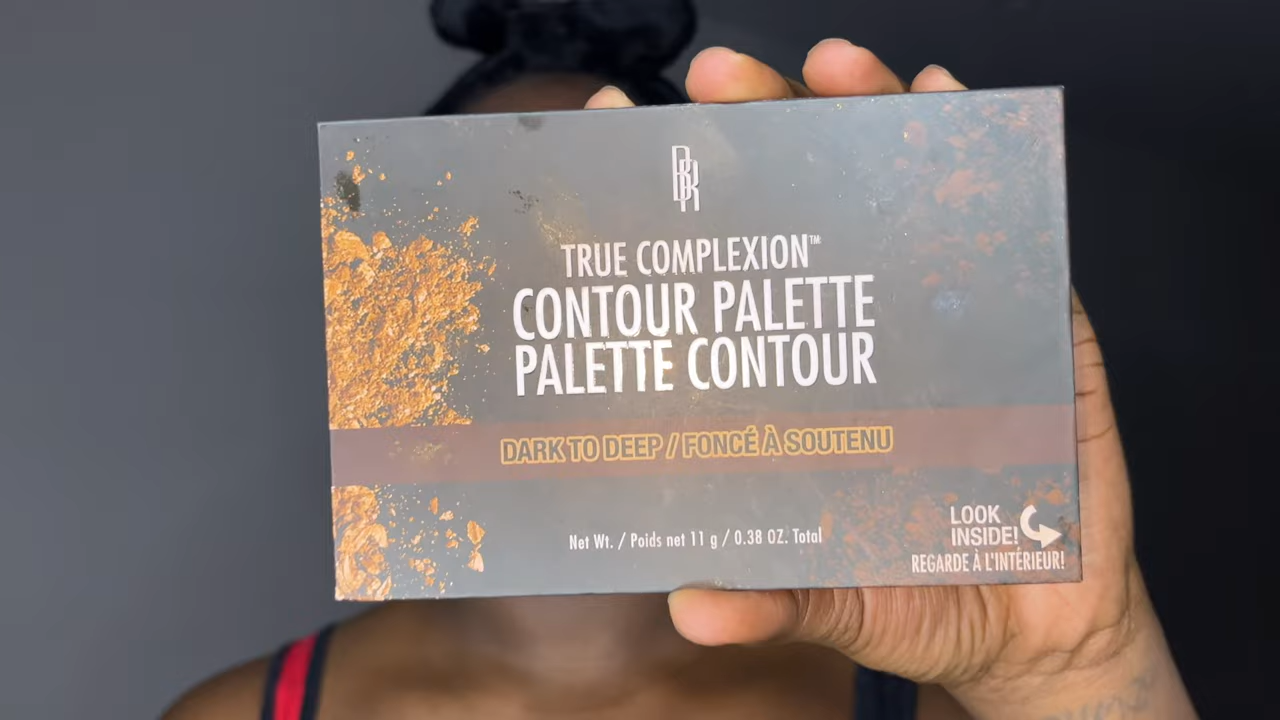 BR
TRUE COMPLEXION™
CONTOUR PALETTE
PALETTE CONTOUR
DARK TO DEEP / FONCÉ À SOUTENU
Net Wt. / Poids net 11 g / 0.38 OZ. Total
LOOK
INSIDE!
REGARDE À L'INTÉRIEUR!